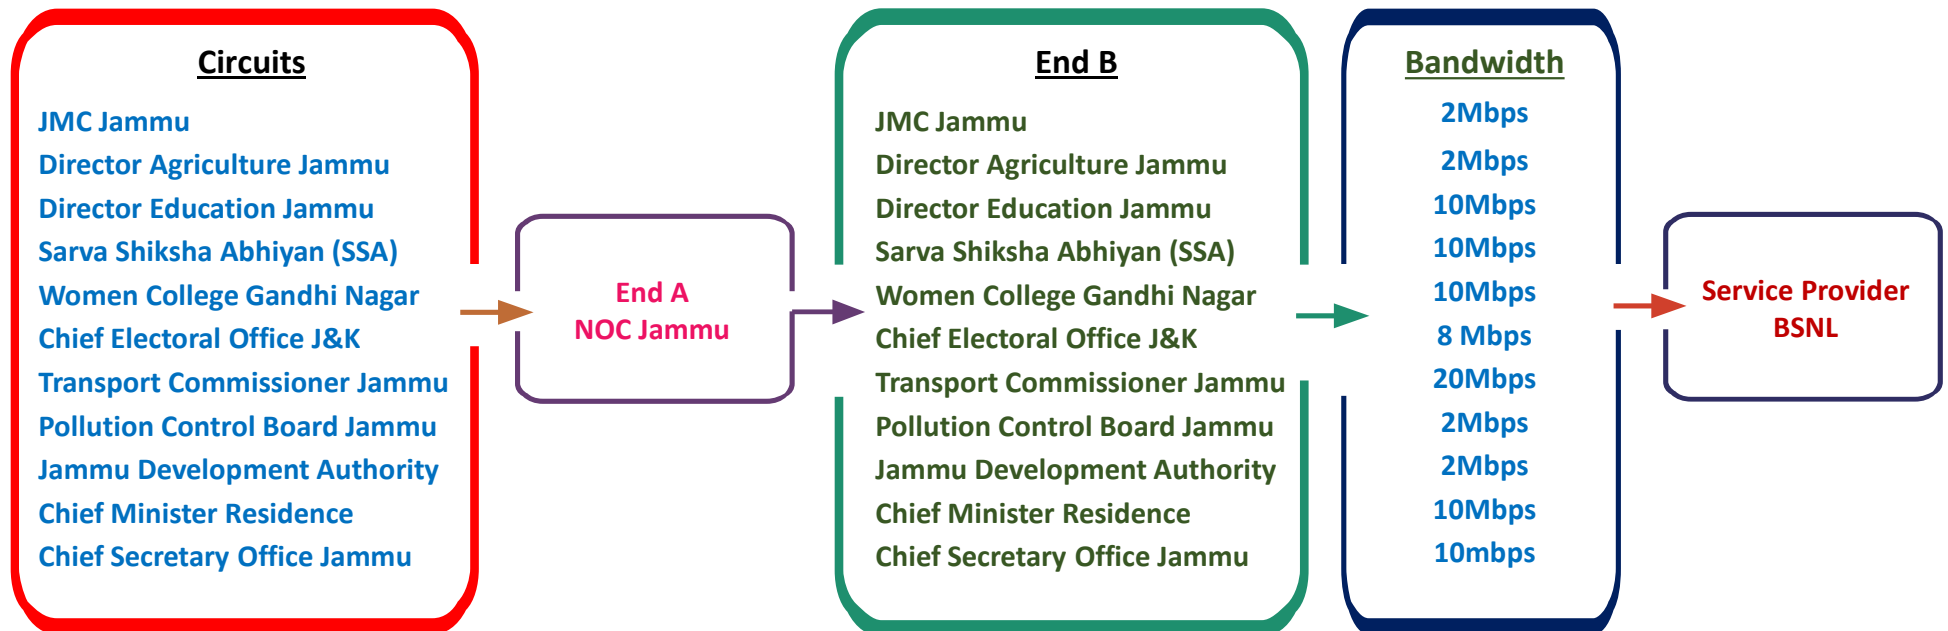 Circuits
JMC Jammu
Director Agriculture Jammu
Director Education Jammu
Sarva Shiksha Abhiyan (SSA)
Women College Gandhi Nagar
Chief Electoral Office J&K
Transport Commissioner Jammu
Pollution Control Board Jammu
Jammu Development Authority
Chief Minister Residence
Chief Secretary Office Jammu
End A
NOC Jammu
End B
JMC Jammu
Director Agriculture Jammu
Director Education Jammu
Sarva Shiksha Abhiyan (SSA)
Women College Gandhi Nagar
Chief Electoral Office J&K
Transport Commissioner Jammu
Pollution Control Board Jammu
Jammu Development Authority
Chief Minister Residence
Chief Secretary Office Jammu
Bandwidth
2Mbps
2Mbps
10Mbps
10Mbps
10Mbps
8 Mbps
20Mbps
2Mbps
2Mbps
10Mbps
10mbps
Service Provider
BSNL